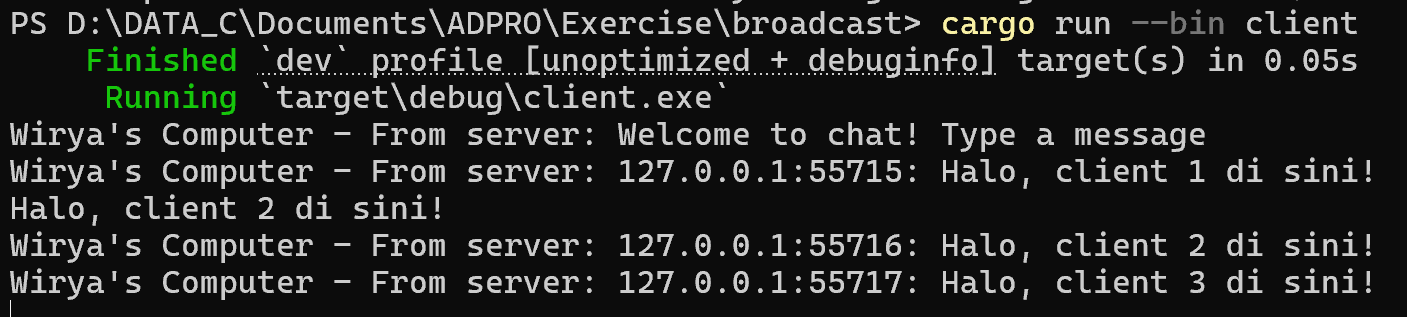 PS D:\DATA_C\Documents\ADPRO\Exercise\broadcast> cargo run --bin client
Finished `dev` profile [unoptimized + debuginfo] target(s) in 0.05s
Running `target\debug\client.exe`
Wirya's Computer - From server: Welcome to chat! Type a message
Wirya's Computer - From server: 127.0.0.1:55715: Halo, client 1 di sini!
Halo, client 2 di sini!
Wirya's Computer - From server: 127.0.0.1:55716: Halo, client 2 di sini!
Wirya's Computer - From server: 127.0.0.1:55717: Halo, client 3 di sini!